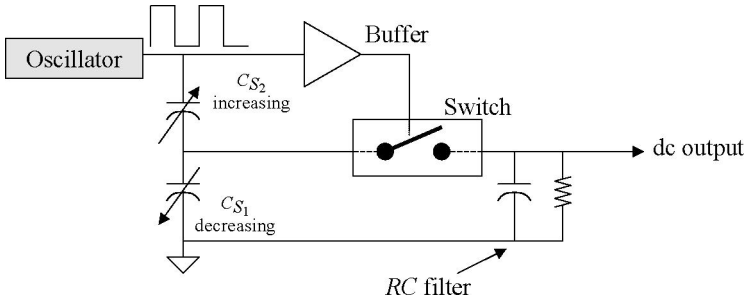 Buffer
Oscillator
CS2
increasing
Switch
dc output
CS1
decreasing
RC filter